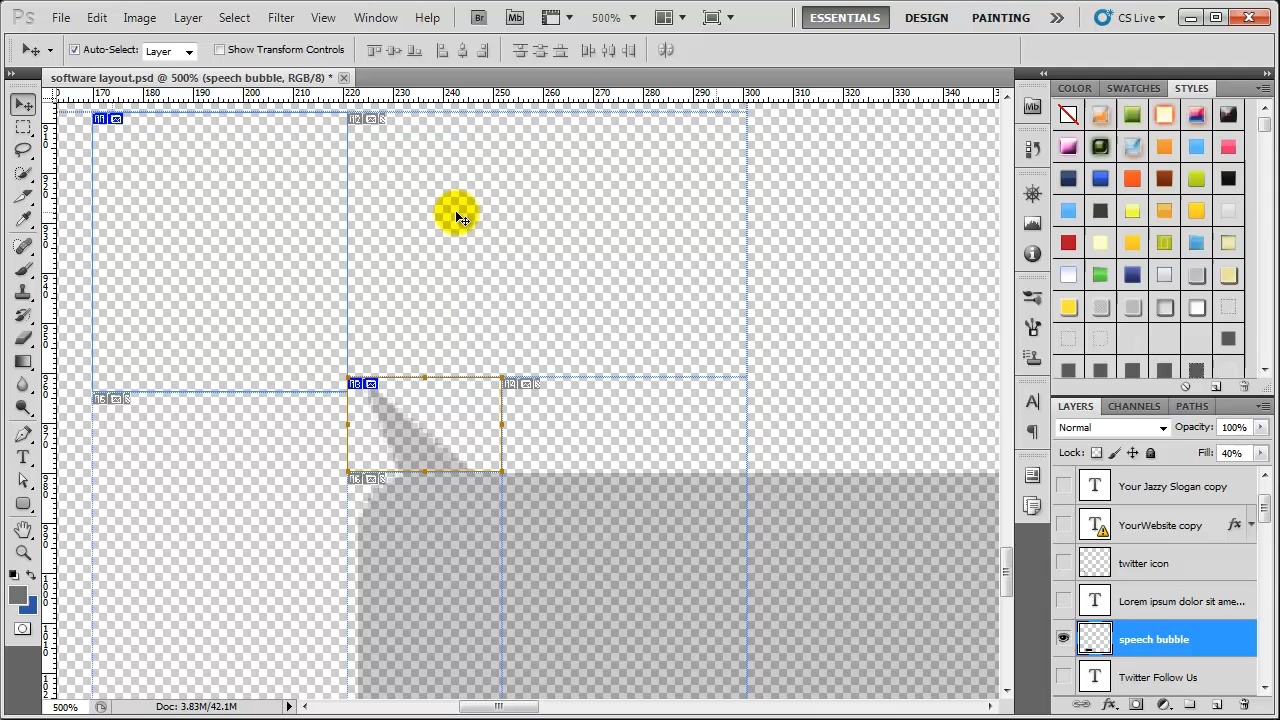 Ps File Edit Image Layer Select Filter View Window Help Br Mb 500% ESSENTIALS DESIGN PAINTING CS Live
Auto-Select: Layer Show Transform Controls
software layout.psd @ 500% (speech bubble, RGB/8) *
170 180 190 200 210 220 230 240 250 260 270 280 290 300 310 320 330 340
Mb
COLOR SWATCHES STYLES
LAYERS CHANNELS PATHS
Normal Opacity: 100%
Lock: Fill: 40%
T Your Jazzy Slogan copy
T YourWebsite copy fx
twitter icon
T Lorem ipsum dolor sit ame...
speech bubble
T Twitter Follow Us
500% Doc: 3.83M/42.1M